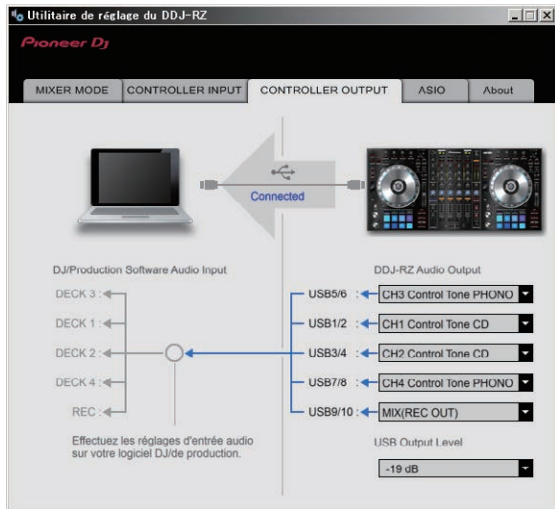 Utilitaire de réglage du DDJ-RZ
Pioneer Dj
MIXER MODE
CONTROLLER INPUT
CONTROLLER OUTPUT
ASIO
About
Connected
DJ/Production Software Audio Input
DDJ-RZ Audio Output
DECK 3 :
USB5/6 :
CH3 Control Tone PHONO
DECK 1 :
USB1/2 :
CH1 Control Tone CD
DECK 2 :
USB3/4 :
CH2 Control Tone CD
DECK 4 :
USB7/8 :
CH4 Control Tone PHONO
REC :
USB9/10 :
MIX(REC OUT)
Effectuez les réglages d'entrée audio
sur votre logiciel DJ/de production.
USB Output Level
-19 dB